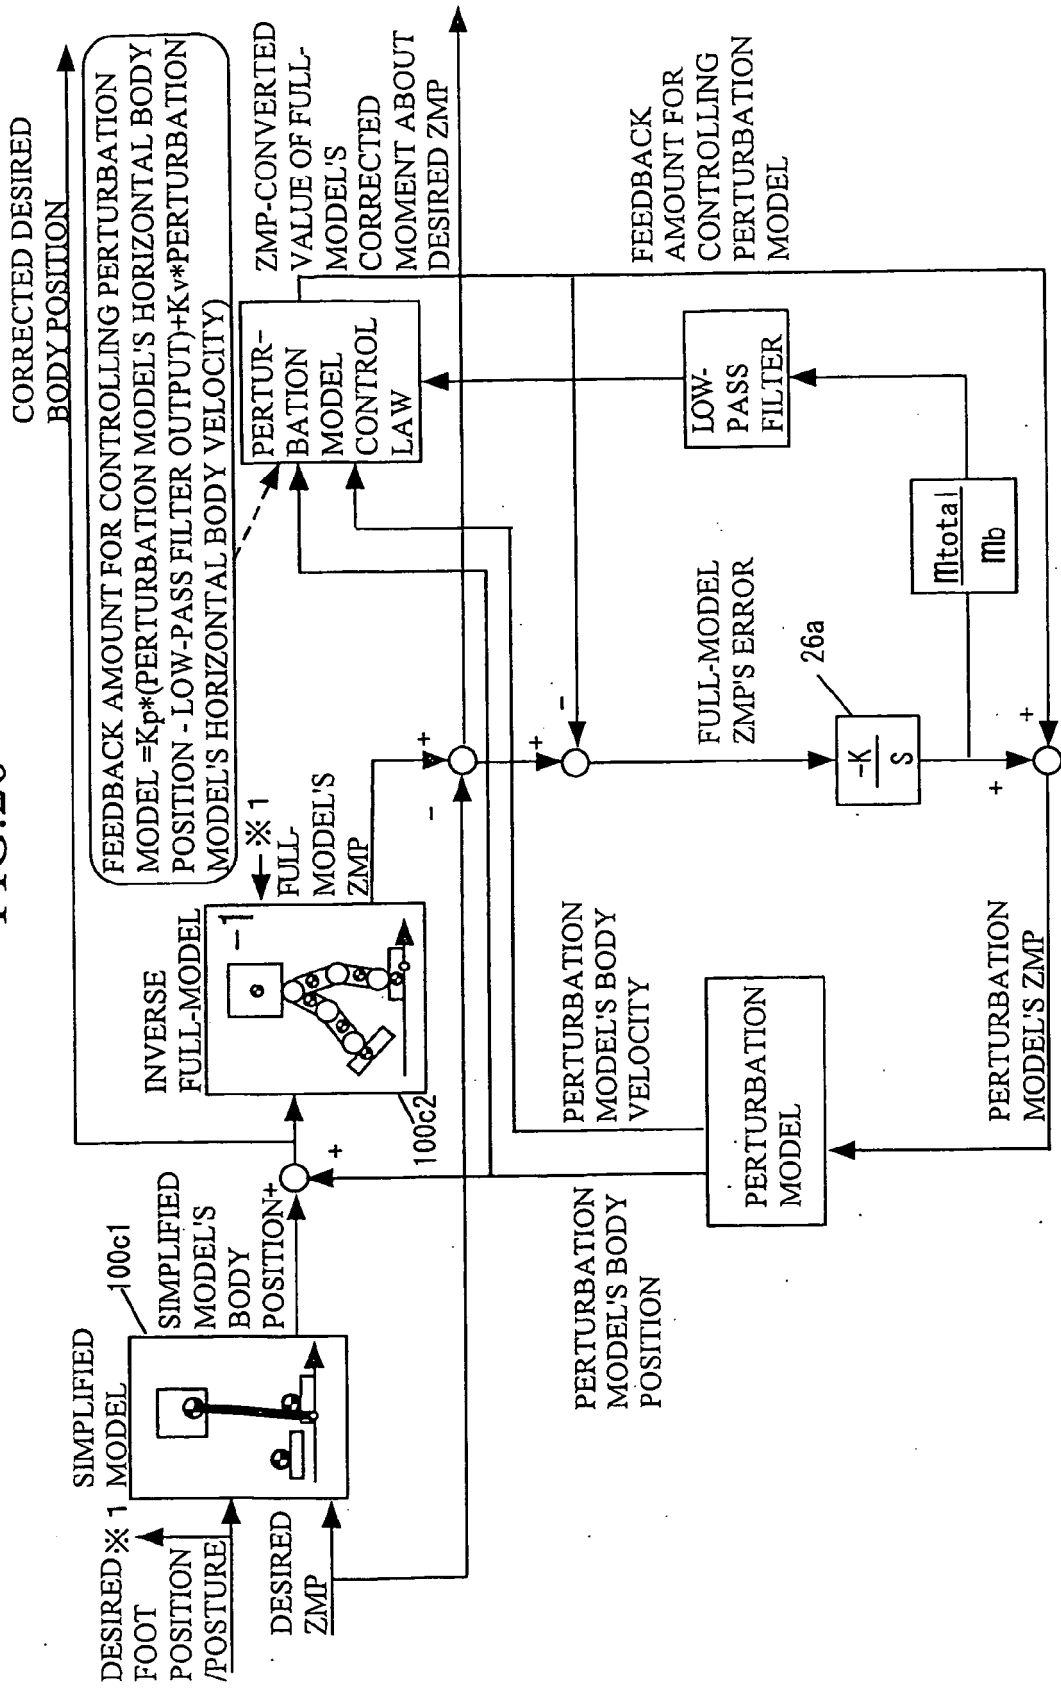 CORRECTED DESIRED
BODY POSITION
FEEDBACK AMOUNT FOR CONTROLLING PERTURBATION
MODEL =Kp*(PERTURBATION MODEL'S HORIZONTAL BODY
POSITION - LOW-PASS FILTER OUTPUT)+Kv*PERTURBATION
MODEL'S HORIZONTAL BODY VELOCITY)
DESIRED
FOOT
POSITION
/POSTURE
※1
DESIRED
ZMP
SIMPLIFIED
MODEL
100c1
SIMPLIFIED
MODEL'S
BODY
POSITION
+
+
INVERSE
FULL-MODEL
-1
100c2
※1
FULL-
MODEL'S
ZMP
+
-
PERTUR-
BATION
MODEL
CONTROL
LAW
ZMP-CONVERTED
VALUE OF FULL-
MODEL'S
CORRECTED
MOMENT ABOUT
DESIRED ZMP
+
-
FEEDBACK
AMOUNT FOR
CONTROLLING
PERTURBATION
MODEL
LOW-
PASS
FILTER
PERTURBATION
MODEL'S BODY
VELOCITY
FULL-MODEL
ZMP'S ERROR
26a
-K
S
mtotal
mb
PERTURBATION
MODEL'S BODY
POSITION
PERTURBATION
MODEL
PERTURBATION
MODEL'S ZMP
+
+